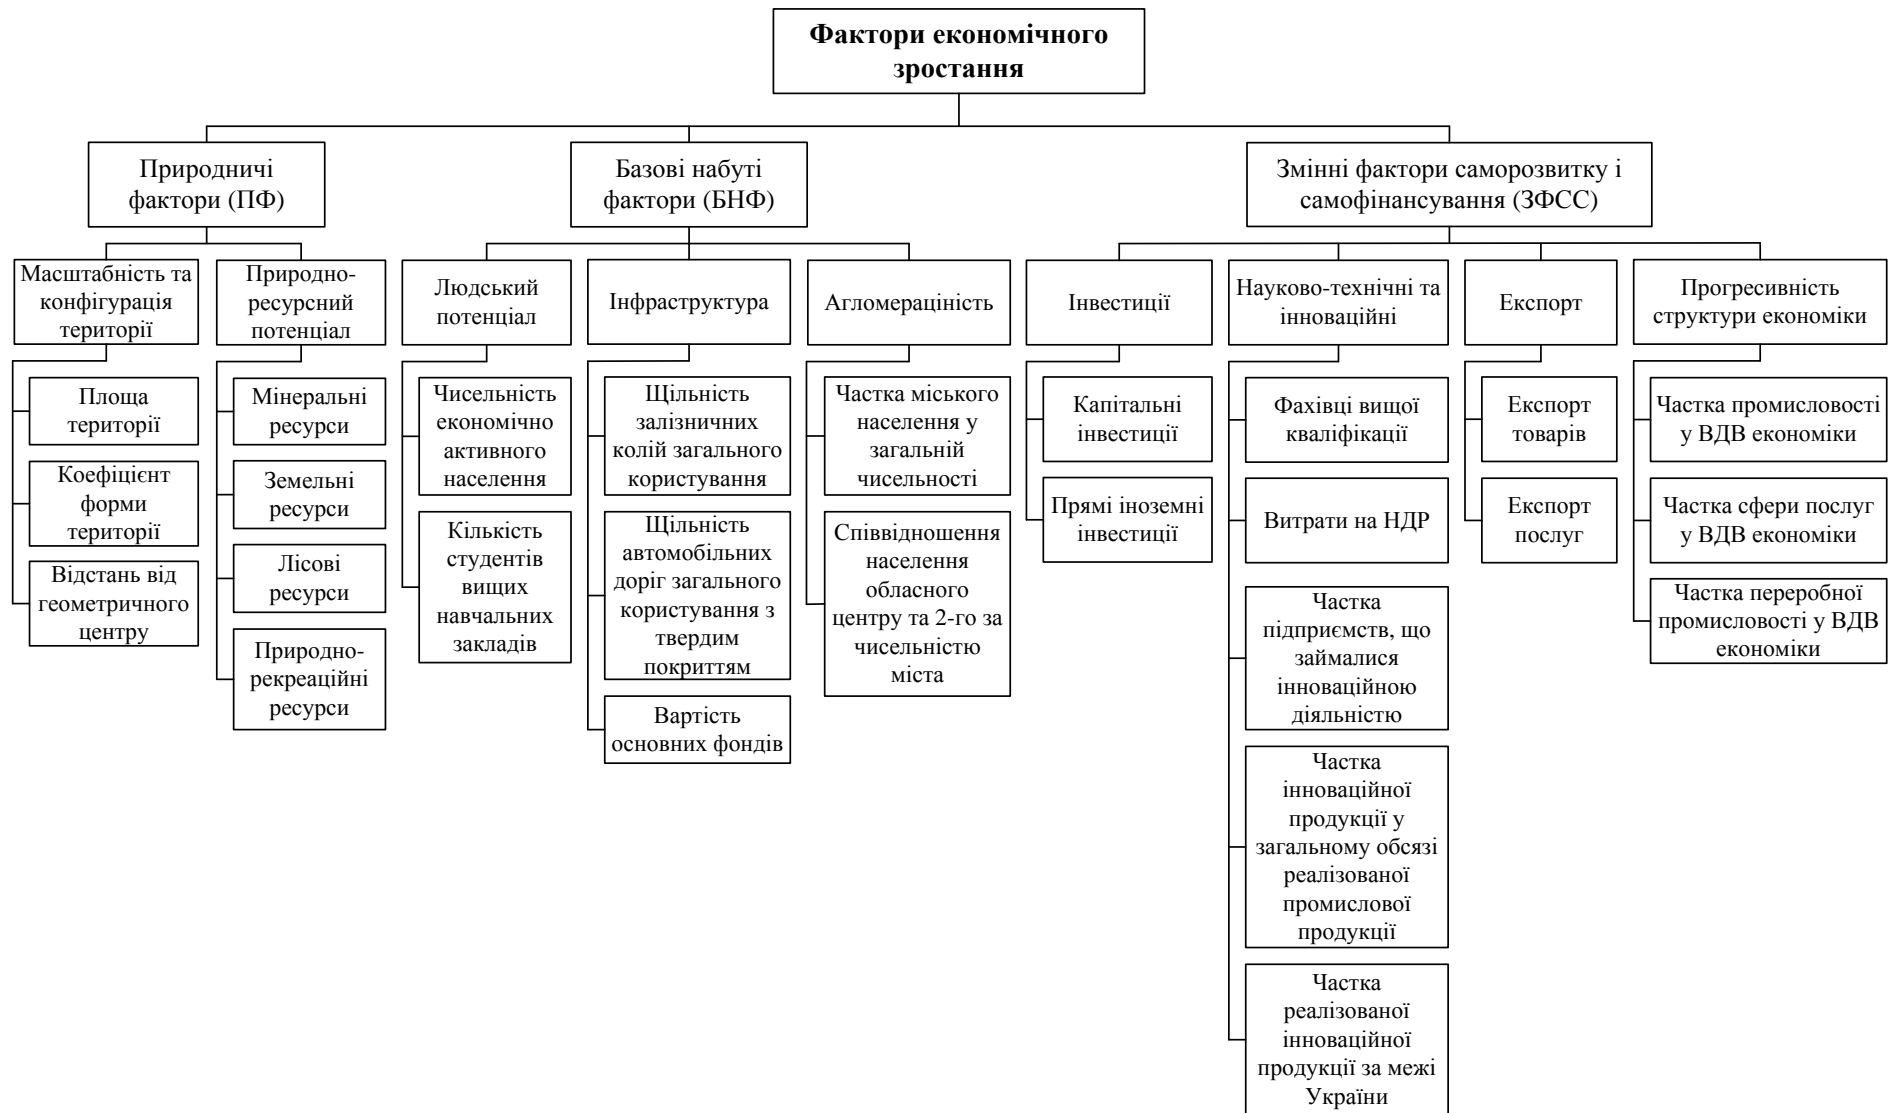 Фактори економічного
зростання
Природничі
фактори (ПФ)
Базові набуті
фактори (БНФ)
Змінні фактори саморозвитку і
самофінансування (ЗФСС)
Масштабність та
конфігурація
території
Природно-
ресурсний
потенціал
Людський
потенціал
Інфраструктура
Агломераціність
Інвестиції
Науково-технічні та
інноваційні
Експорт
Прогресивність
структури економіки
Площа
території
Коефіцієнт
форми
території
Відстань від
геометричного
центру
Мінеральні
ресурси
Земельні
ресурси
Лісові
ресурси
Природно-
рекреаційні
ресурси
Чисельність
економічно
активного
населення
Кількість
студентів
вищих
навчальних
закладів
Щільність
залізничних
колій загального
користування
Щільність
автомобільних
доріг загального
користування з
твердим
покриттям
Вартість
основних фондів
Частка міського
населення у
загальній
чисельності
Співвідношення
населення
обласного
центру та 2-го за
чисельністю
міста
Капітальні
інвестиції
Прямі іноземні
інвестиції
Фахівці вищої
кваліфікації
Витрати на НДР
Частка
підприємств, що
займалися
інноваційною
діяльністю
Частка
інноваційної
продукції у
загальному обсязі
реалізованої
промислової
продукції
Частка
реалізованої
інноваційної
продукції за межі
України
Експорт
товарів
Експорт
послуг
Частка промисловості
у ВДВ економіки
Частка сфери послуг
у ВДВ економіки
Частка переробної
промисловості у ВДВ
економіки